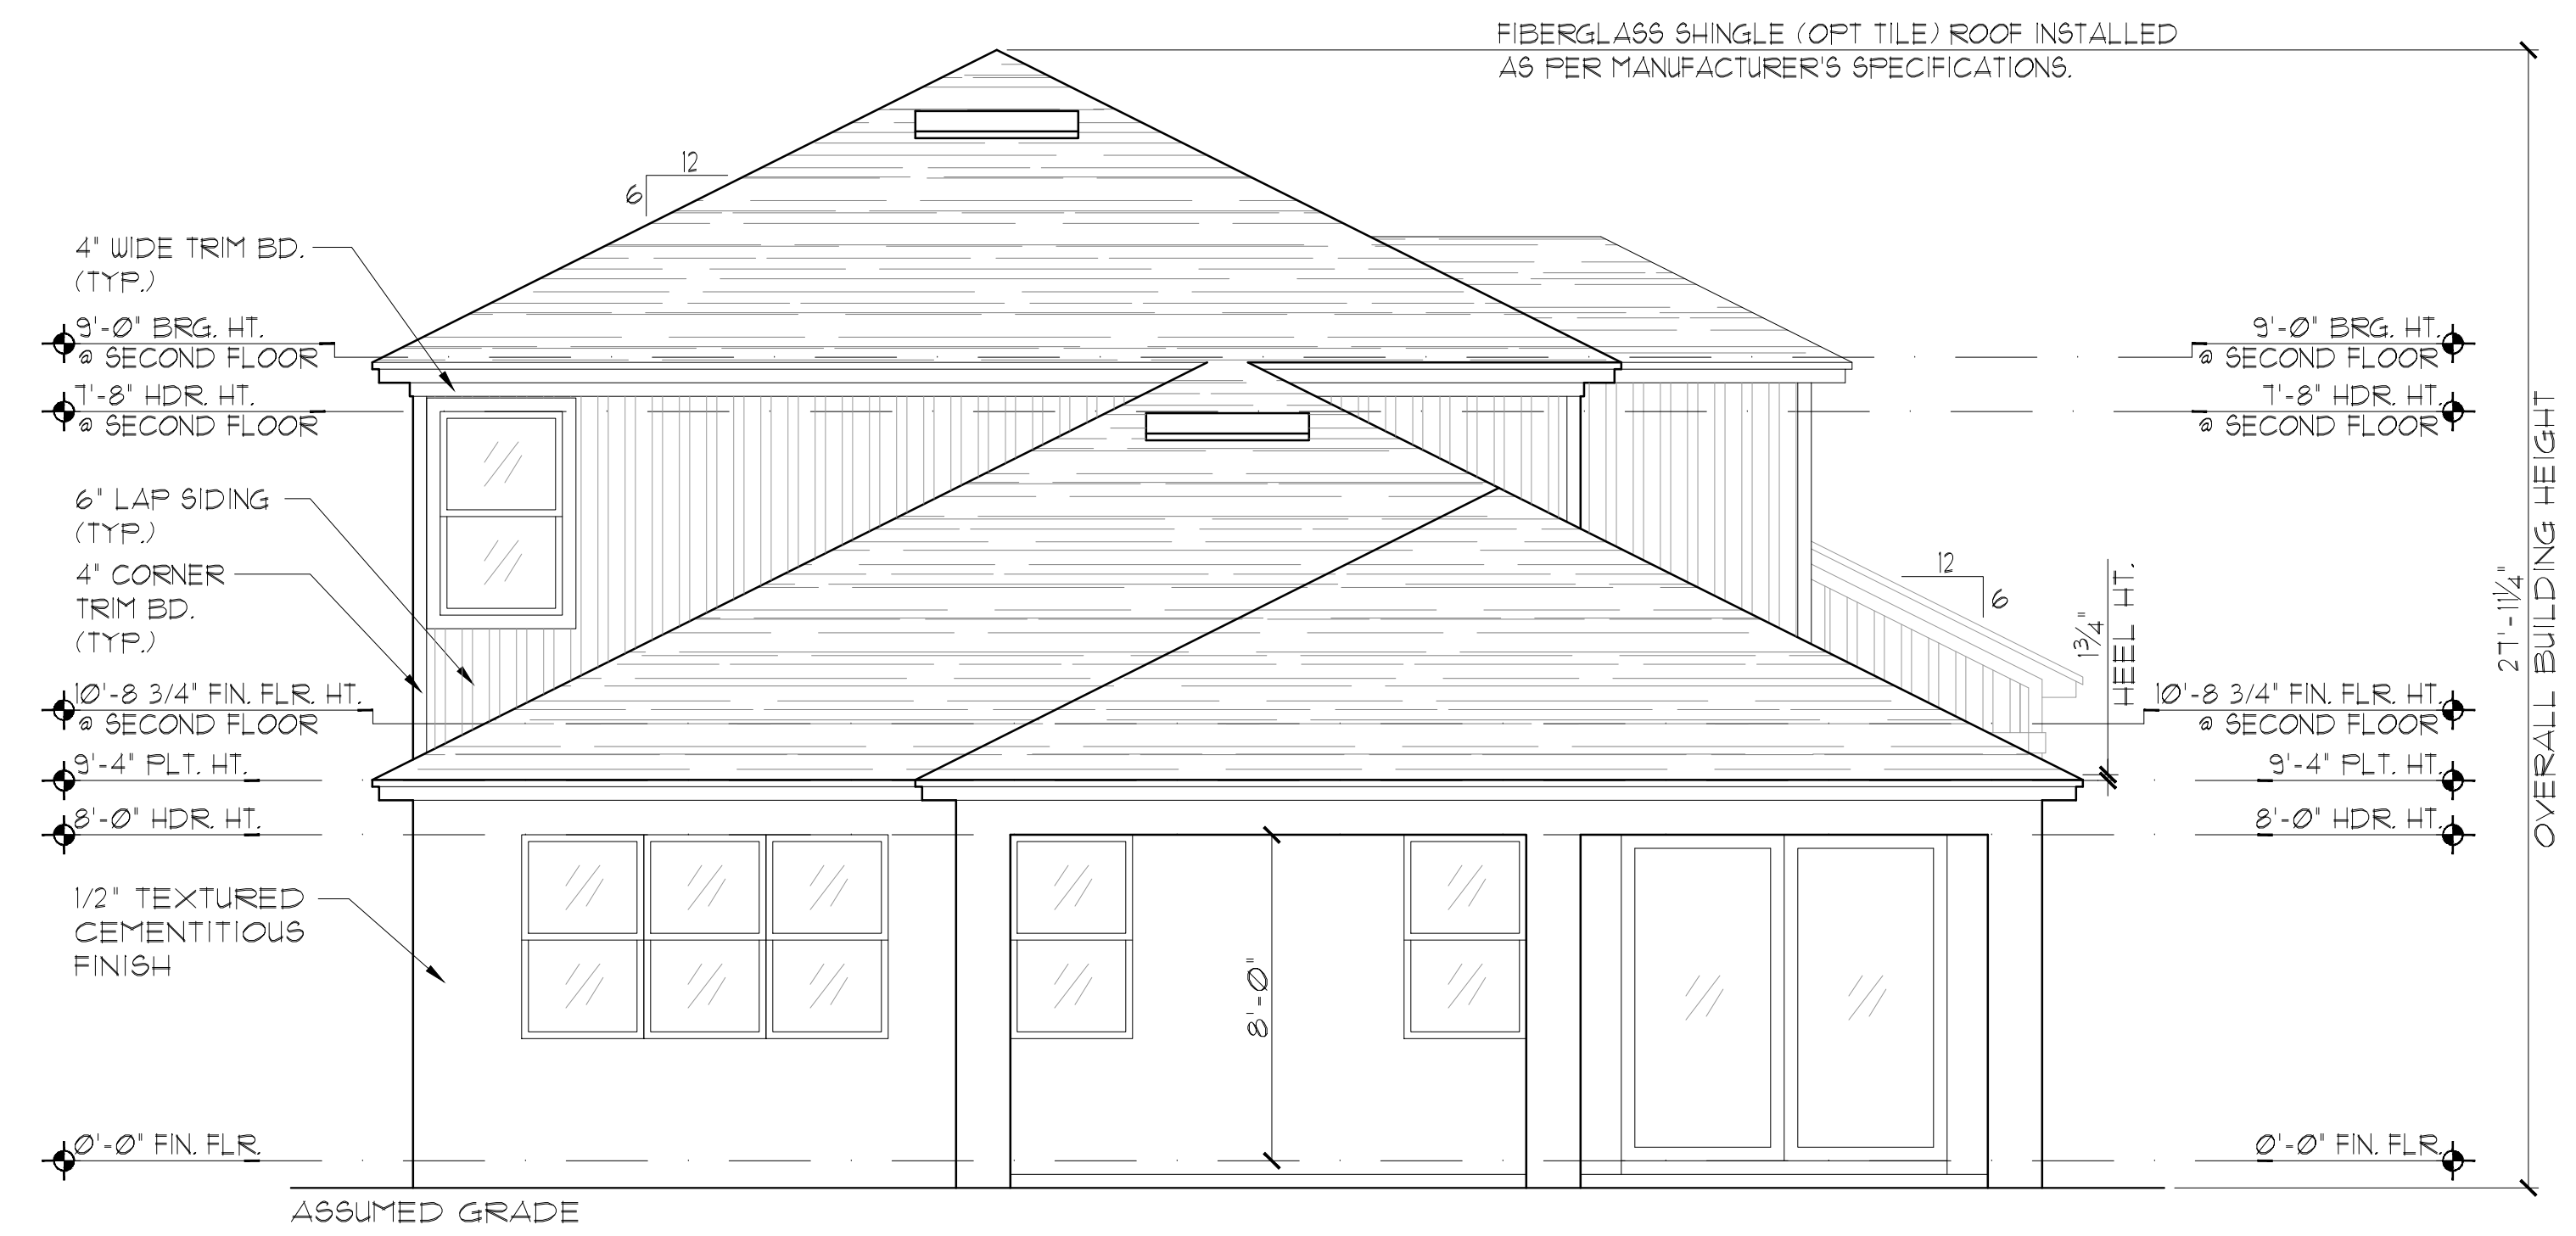 FIBERGLASS SHINGLE (OPT TILE) ROOF INSTALLED
AS PER MANUFACTURER'S SPECIFICATIONS.
12
6
4" WIDE TRIM BD.
(TYP.)
9'-0" BRG. HT.
@ SECOND FLOOR
7'-8" HDR. HT.
@ SECOND FLOOR
6" LAP SIDING
(TYP.)
4" CORNER
TRIM BD.
(TYP.)
10'-8 3/4" FIN. FLR. HT.
@ SECOND FLOOR
9'-4" PLT. HT.
8'-0" HDR. HT.
1/2" TEXTURED
CEMENTITIOUS
FINISH
0'-0" FIN. FLR.
ASSUMED GRADE
8'-0"
12
6
1 3/4"
HEEL HT.
9'-0" BRG. HT.
@ SECOND FLOOR
7'-8" HDR. HT.
@ SECOND FLOOR
10'-8 3/4" FIN. FLR. HT.
@ SECOND FLOOR
9'-4" PLT. HT.
8'-0" HDR. HT.
0'-0" FIN. FLR.
27'-11 1/4"
OVERALL BUILDING HEIGHT